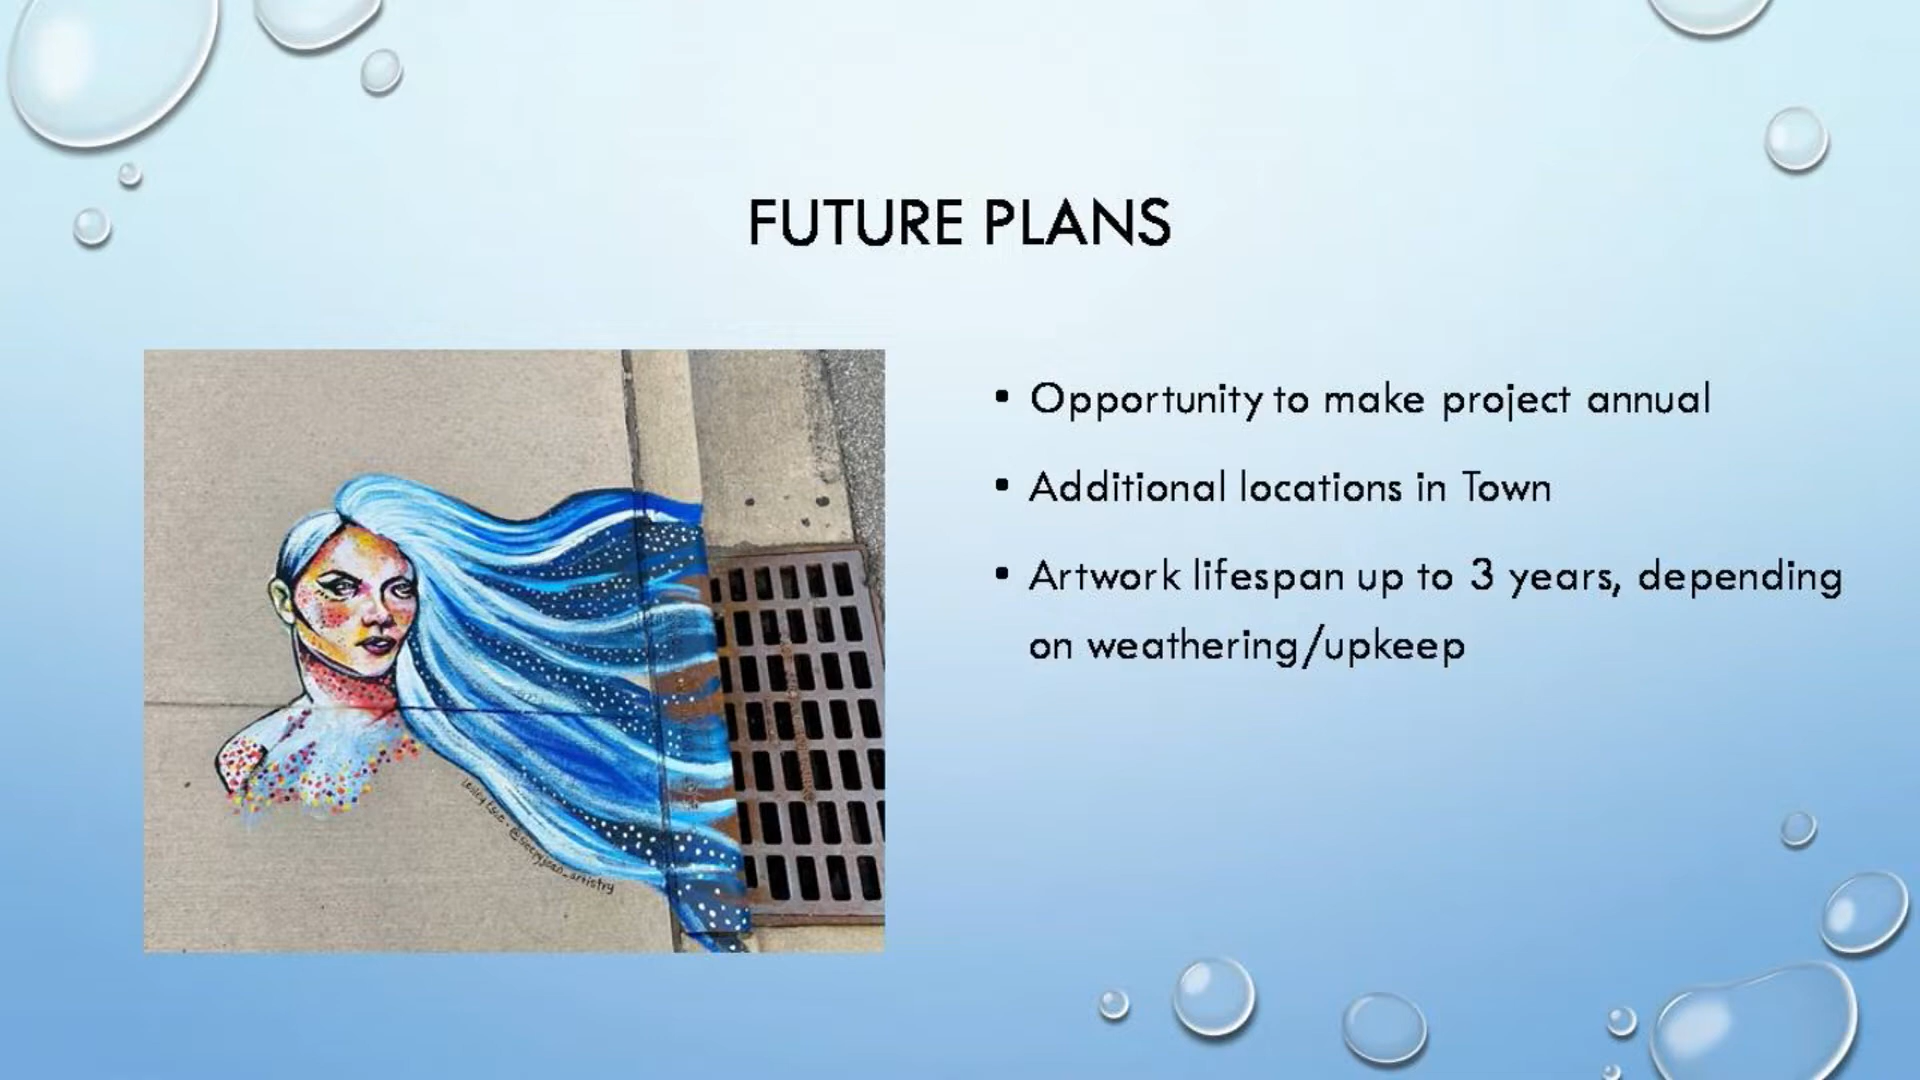 FUTURE PLANS
• Opportunity to make project annual
• Additional locations in Town
• Artwork lifespan up to 3 years, depending
on weathering/upkeep